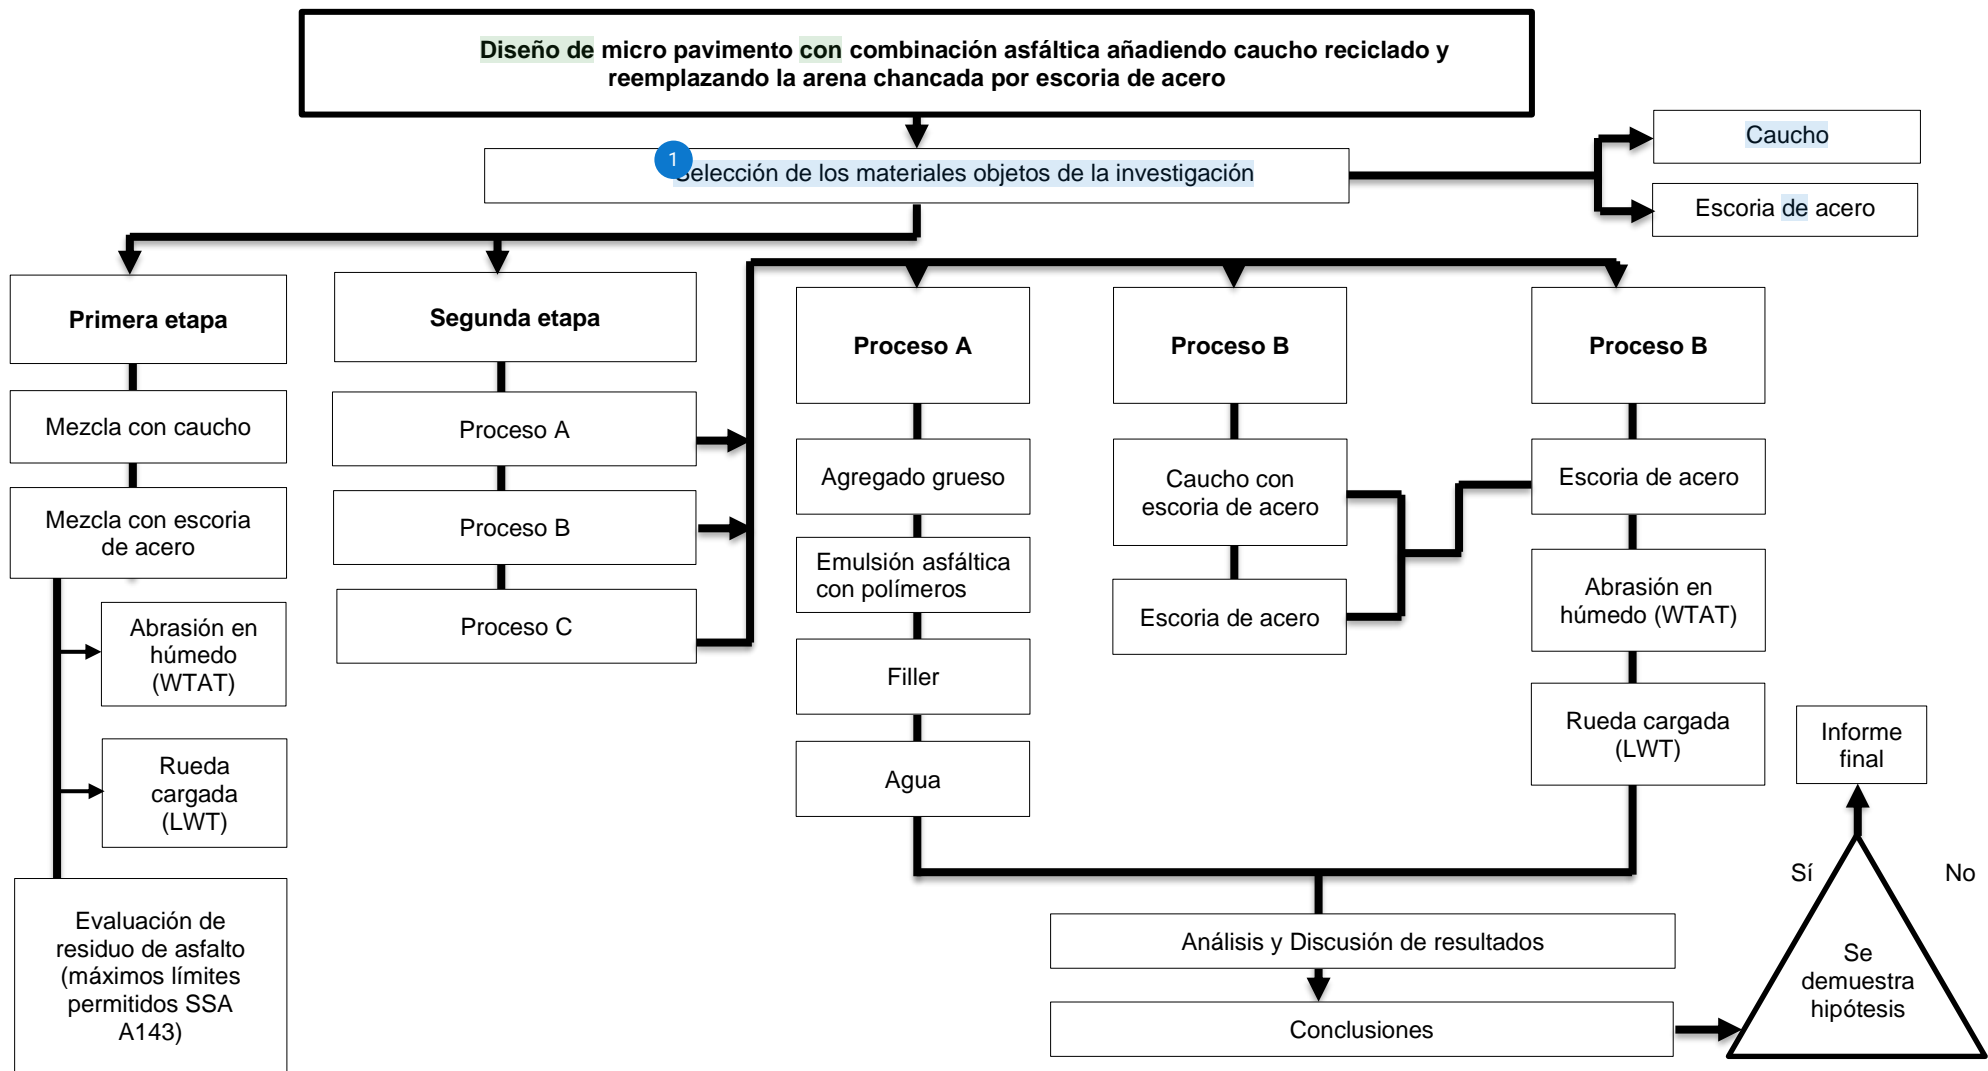 Diseño de micro pavimento con combinación asfáltica añadiendo caucho reciclado y
reemplazando la arena chancada por escoria de acero
1
Selección de los materiales objetos de la investigación
Caucho
Escoria de acero
Primera etapa
Mezcla con caucho
Mezcla con escoria
de acero
Abrasión en
húmedo
(WTAT)
Rueda
cargada
(LWT)
Evaluación de
residuo de asfalto
(máximos límites
permitidos SSA
A143)
Segunda etapa
Proceso A
Proceso B
Proceso C
Proceso A
Agregado grueso
Emulsión asfáltica
con polímeros
Filler
Agua
Proceso B
Caucho con
escoria de acero
Escoria de acero
Proceso B
Escoria de acero
Abrasión en
húmedo (WTAT)
Rueda cargada
(LWT)
Análisis y Discusión de resultados
Conclusiones
Se
demuestra
hipótesis
Sí
No
Informe
final